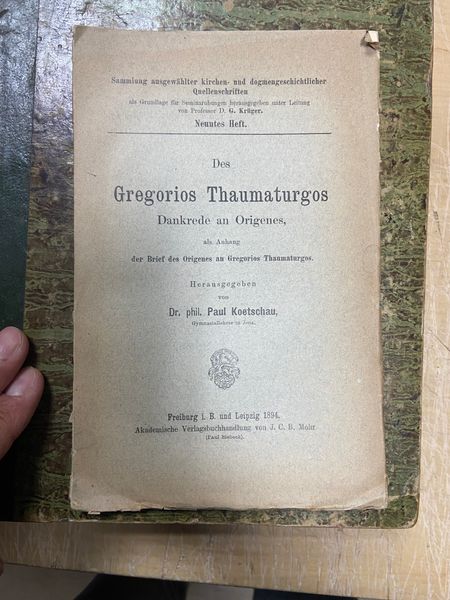 Sammlung ausgewählter kirchen- und dogmengeschichtlicher
Quellenschriften
als Grundlage für Seminarübungen herausgegeben unter Leitung
von Professor D. G. Krüger.
Neuntes Heft.
Des
Gregorios Thaumaturgos
Dankrede an Origenes,
als Anhang
der Brief des Origenes an Gregorios Thaumaturgos.
Herausgegeben
von
Dr. phil. Paul Koetschau,
Gymnasiallehrer in Jena.
Freiburg i. B. und Leipzig 1894.
Akademische Verlagsbuchhandlung von J. C. B. Mohr
(Paul Siebeck).